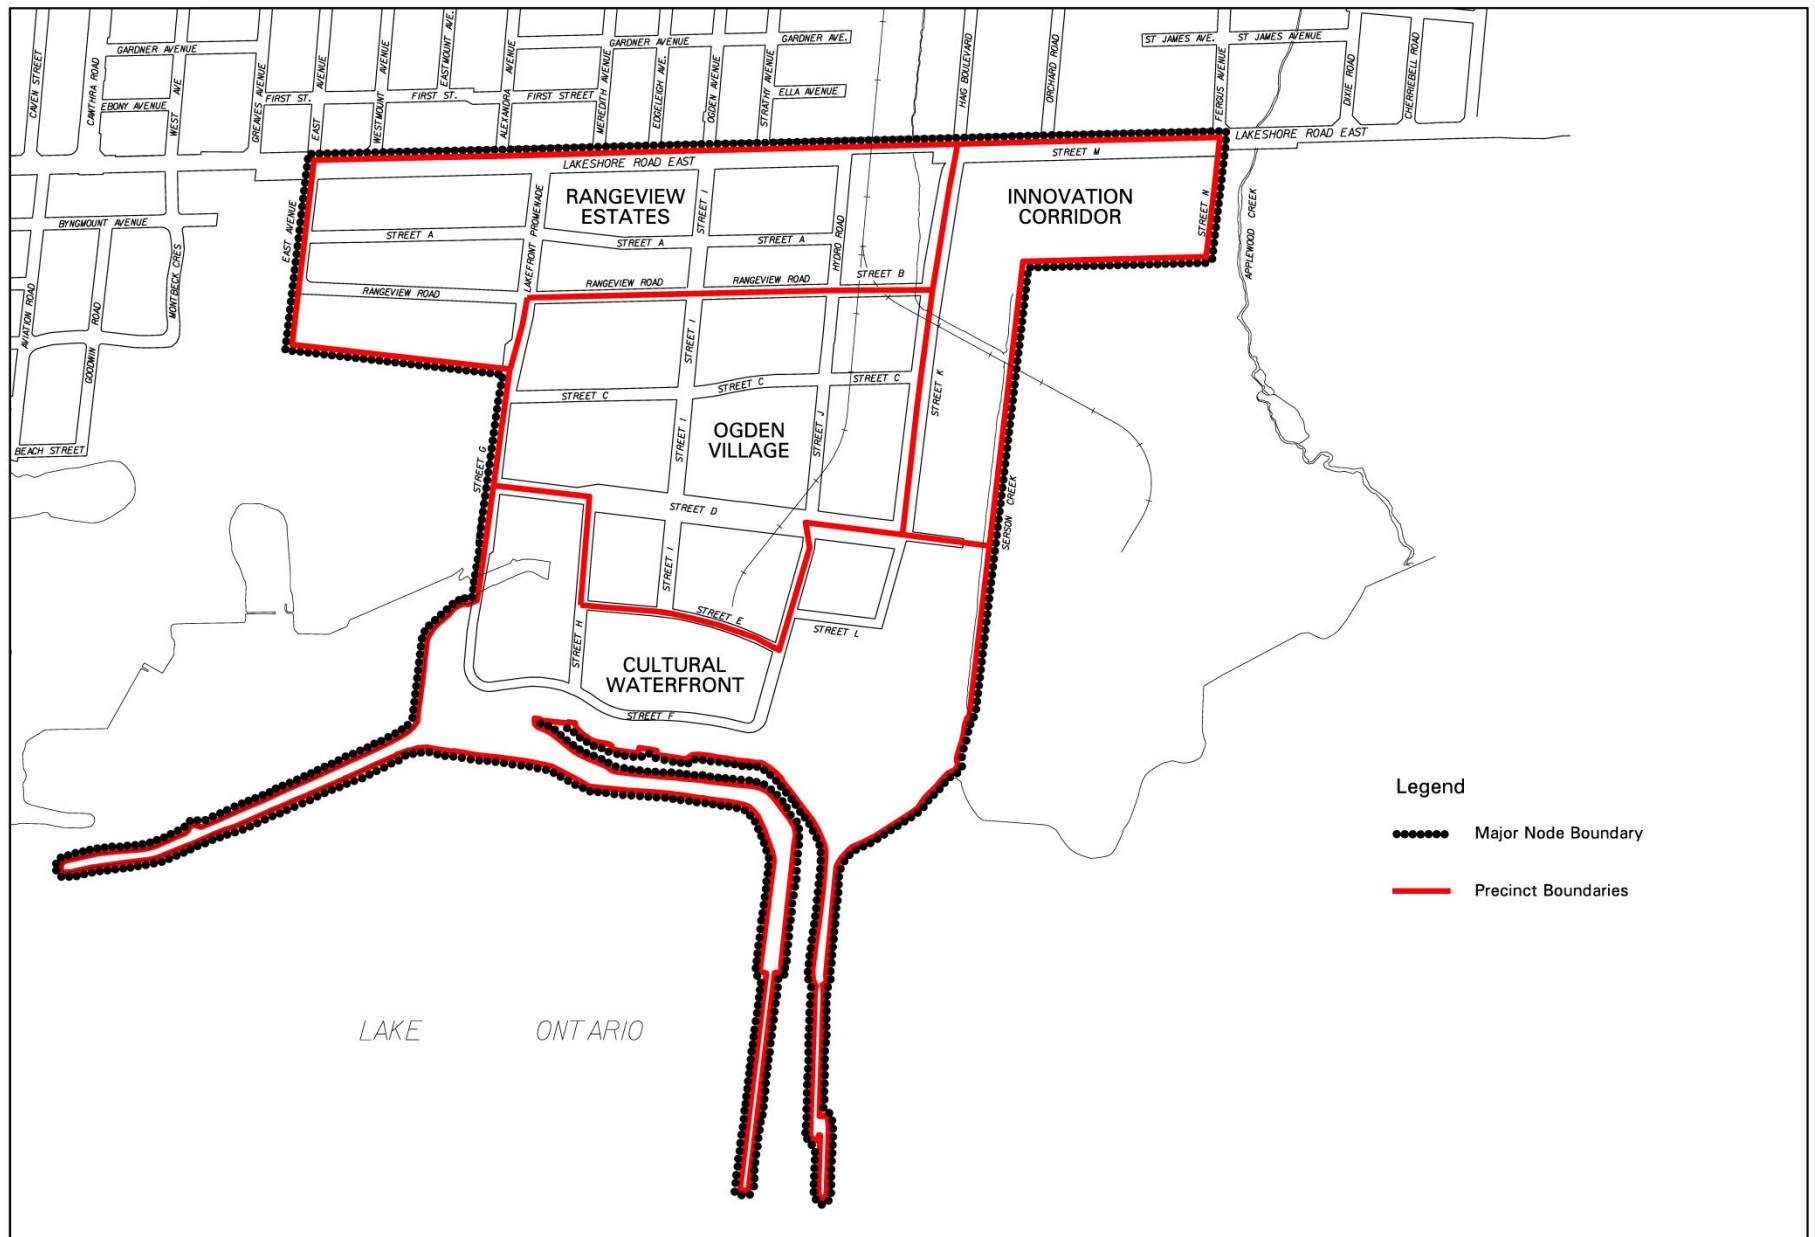 CAVEN STREET
CAWTHRA ROAD
GARDNER AVENUE
EBONY AVENUE
WEST AVE
GREAVES AVENUE
FIRST ST.
EAST AVENUE
WESTMOUNT AVENUE
EASTMOUNT AVE.
FIRST ST.
ALEXANDRA AVENUE
FIRST STREET
GARDNER AVENUE
MEREDITH AVENUE
EDGELEIGH AVE.
OGDEN AVENUE
STRATHY AVENUE
GARDNER AVE.
ELLA AVENUE
HAIG BOULEVARD
ORCHARD ROAD
ST JAMES AVE.
FERGUS AVENUE
ST JAMES AVENUE
DIXIE ROAD
CHERRIEBELL ROAD
LAKESHORE ROAD EAST
LAKESHORE ROAD EAST
STREET M
RANGEVIEW
ESTATES
INNOVATION
CORRIDOR
STREET N
APPLEWOOD CREEK
BYNGMOUNT AVENUE
MONTBECK CRES
AVIATION ROAD
GOODWIN
ROAD
BEACH STREET
EAST AVENUE
STREET A
LAKEFRONT PROMENADE
STREET I
STREET A
STREET A
HYDRO ROAD
RANGEVIEW ROAD
RANGEVIEW ROAD
RANGEVIEW ROAD
STREET B
STREET I
STREET C
STREET C
STREET C
STREET K
STREET I
OGDEN
VILLAGE
STREET J
STREET G
STREET D
SERSON CREEK
STREET I
STREET E
STREET L
STREET H
CULTURAL
WATERFRONT
STREET F
Legend
Major Node Boundary
Precinct Boundaries
LAKE ONTARIO